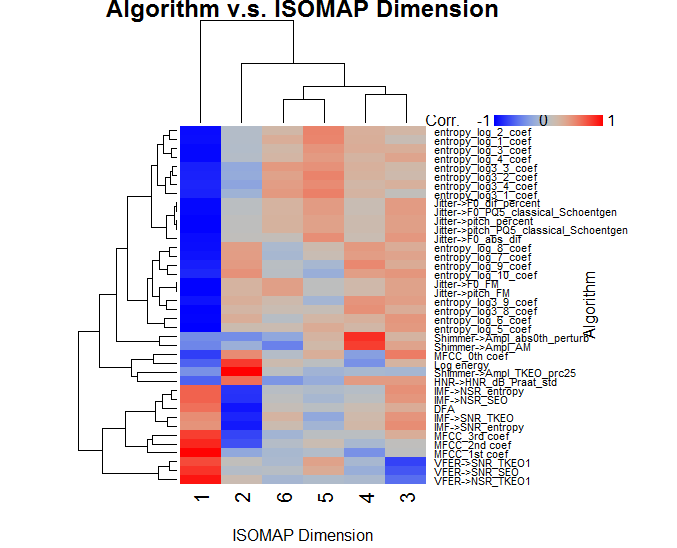 Algorithm v.s. ISOMAP Dimension
Corr. -1 0 1
entropy_log_2_coef
entropy_log_1_coef
entropy_log_3_coef
entropy_log_4_coef
entropy_log3_3_coef
entropy_log3_2_coef
entropy_log3_4_coef
entropy_log3_1_coef
Jitter->F0_dif_percent
Jitter->F0_PQ5_classical_Schoentgen
Jitter->pitch_percent
Jitter->pitch_PQ5_classical_Schoentgen
Jitter->F0_abs_dif
entropy_log_8_coef
entropy_log_7_coef
entropy_log_9_coef
entropy_log_10_coef
Jitter->F0_FM
Jitter->pitch_FM
entropy_log3_9_coef
entropy_log3_8_coef
entropy_log_6_coef
entropy_log_5_coef
Shimmer->Ampl_abs0th_perturb
Shimmer->Ampl_AM
MFCC_0th coef
Log energy
Shimmer->Ampl_TKEO_prc25
HNR->HNR_dB_Praat_std
IMF->NSR_entropy
IMF->NSR_SEO
DFA
IMF->SNR_TKEO
IMF->SNR_entropy
MFCC_3rd coef
MFCC_2nd coef
MFCC_1st coef
VFER->SNR_TKEO1
VFER->SNR_SEO
VFER->NSR_TKEO1
Algorithm
1 2 6 5 4 3
ISOMAP Dimension